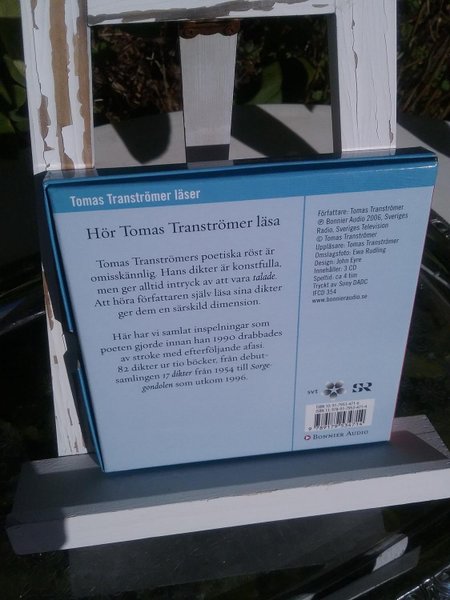 Tomas Tranströmer läser
Hör Tomas Tranströmer läsa
Tomas Tranströmers poetiska röst är
omisskännlig. Hans dikter är konstfulla,
men ger alltid intryck av att vara talade.
Att höra författaren själv läsa sina dikter
ger dem en särskild dimension.
Här har vi samlat inspelningar som
poeten gjorde innan han 1990 drabbades
av stroke med efterföljande afasi.
82 dikter ur tio böcker, från debut-
samlingen 17 dikter från 1954 till Sorge-
gondolen som utkom 1996.
Författare: Tomas Tranströmer
℗ Bonnier Audio 2006, Sveriges
Radio, Sveriges Television
© Tomas Tranströmer
Uppläsare: Tomas Tranströmer
Omslagsfoto: Ewa Rudling
Design: John Eyre
Innehåller: 3 CD
Speltid: ca 4 tim
Tryckt av Sony DADC
IFCD 354
www.bonnieraudio.se
svt SR
BONNIER AUDIO